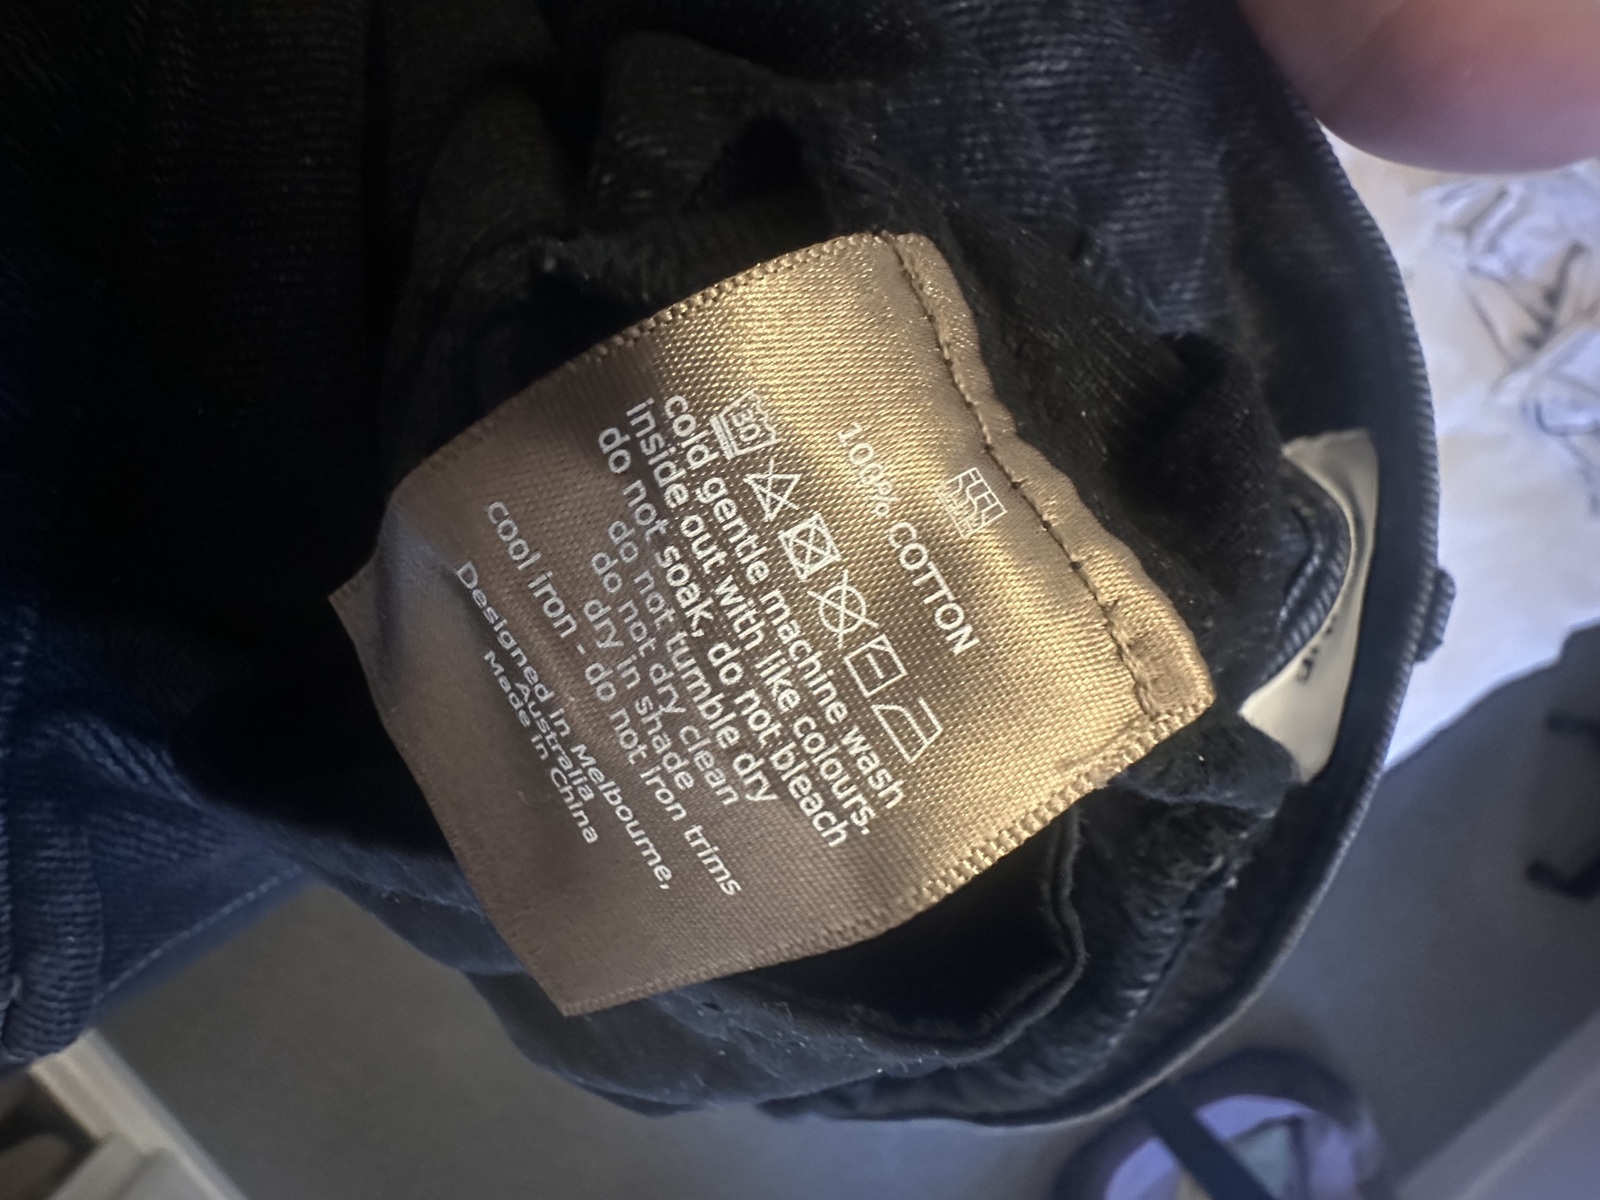 100% COTTON
30
cold gentle machine wash
inside out with like colours.
do not soak, do not bleach
do not tumble dry
do not dry clean
dry in shade
cool iron - do not iron trims
Designed in Melbourne,
Australia
Made in China